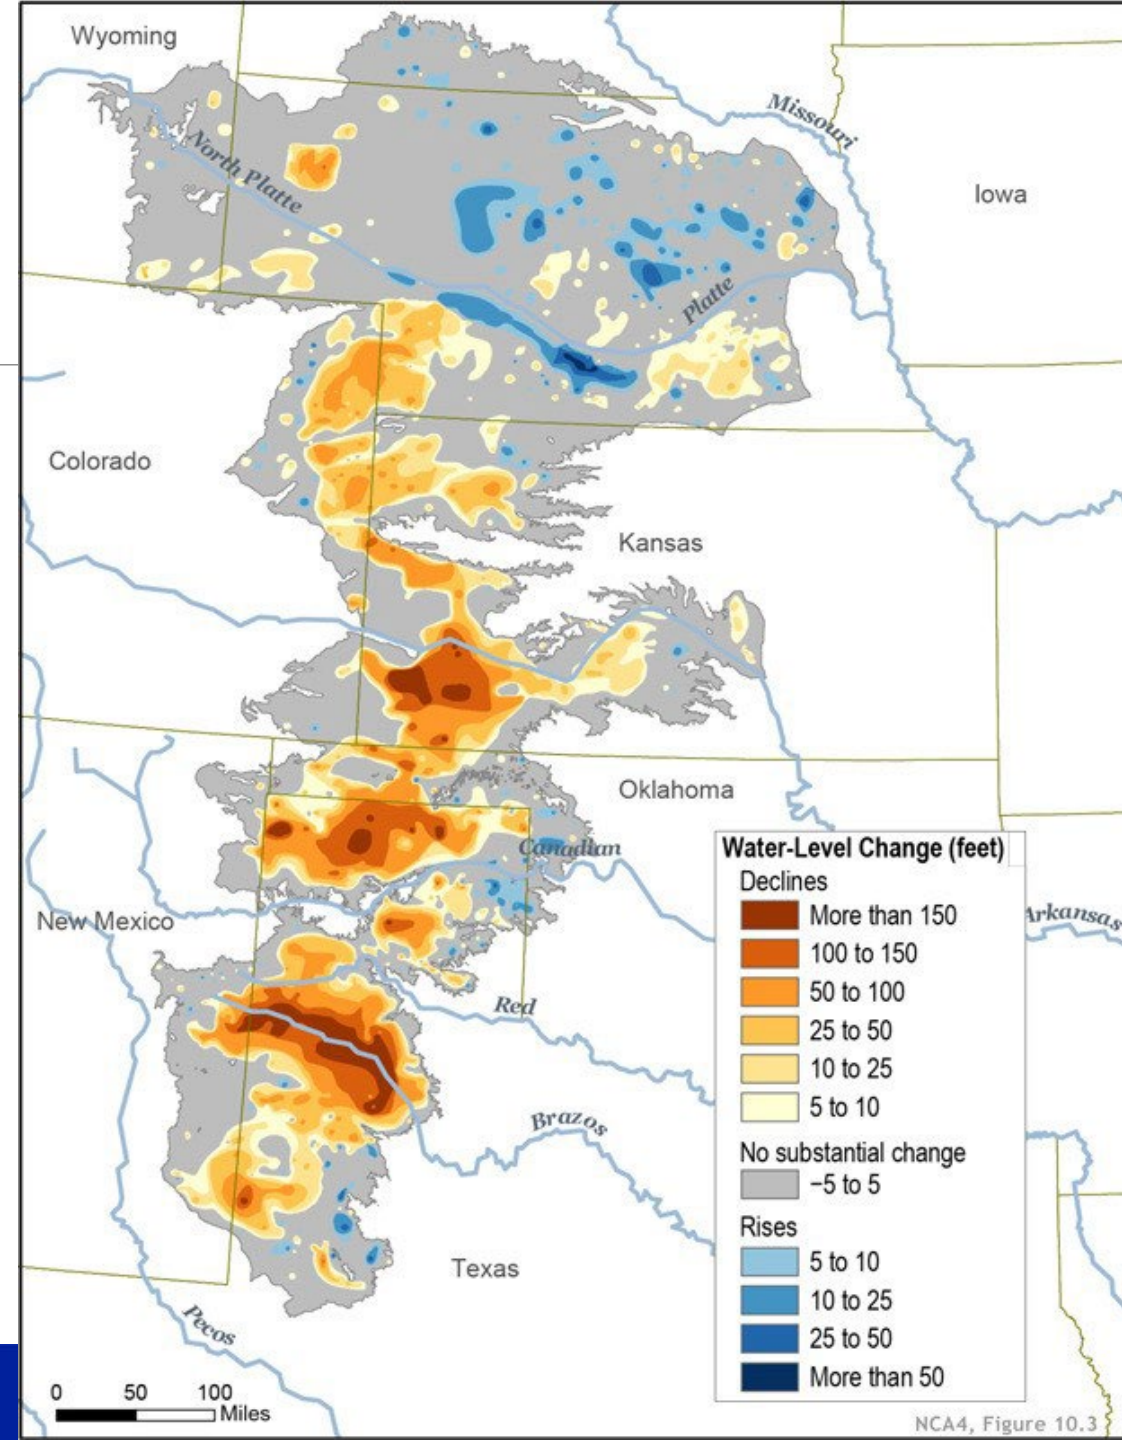 Wyoming
Missouri
North Platte
Iowa
Platte
Colorado
Kansas
Oklahoma
Canadian
New Mexico
Arkansas
Red
Brazos
Texas
Pecos
Water-Level Change (feet)
Declines
More than 150
100 to 150
50 to 100
25 to 50
10 to 25
5 to 10
No substantial change
−5 to 5
Rises
5 to 10
10 to 25
25 to 50
More than 50
0 50 100
Miles
NCA4, Figure 10.3